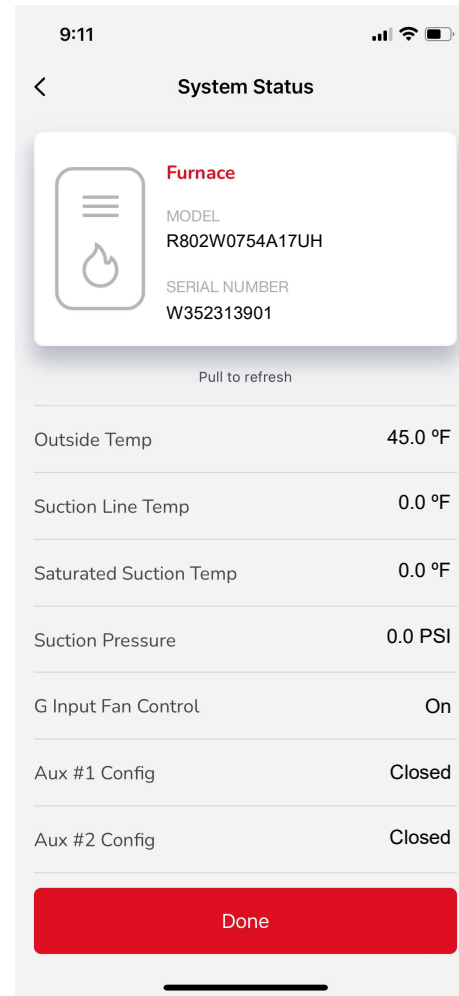 9:11
System Status
Furnace
MODEL
R802W0754A17UH
SERIAL NUMBER
W352313901
Pull to refresh
Outside Temp 45.0 ºF
Suction Line Temp 0.0 ºF
Saturated Suction Temp 0.0 ºF
Suction Pressure 0.0 PSI
G Input Fan Control On
Aux #1 Config Closed
Aux #2 Config Closed
Done